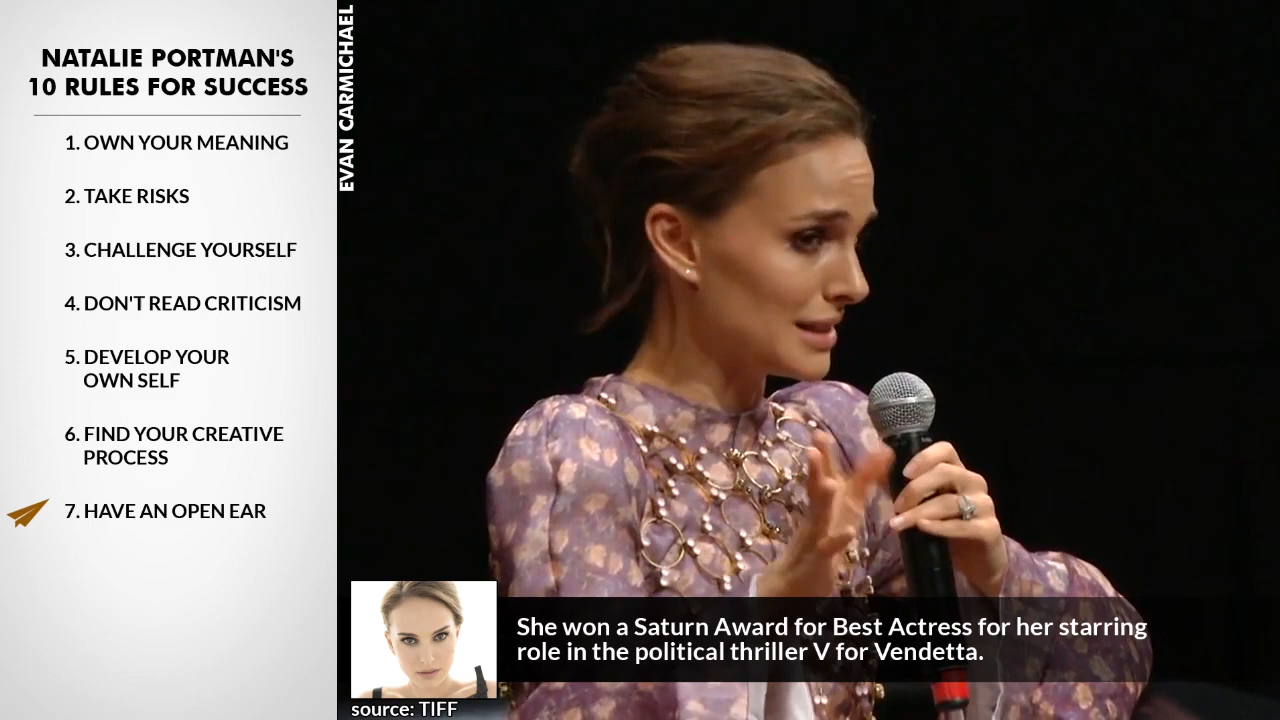 NATALIE PORTMAN'S
10 RULES FOR SUCCESS
1. OWN YOUR MEANING
2. TAKE RISKS
3. CHALLENGE YOURSELF
4. DON'T READ CRITICISM
5. DEVELOP YOUR
OWN SELF
6. FIND YOUR CREATIVE
PROCESS
7. HAVE AN OPEN EAR
EVAN CARMICHAEL
She won a Saturn Award for Best Actress for her starring
role in the political thriller V for Vendetta.
source: TIFF